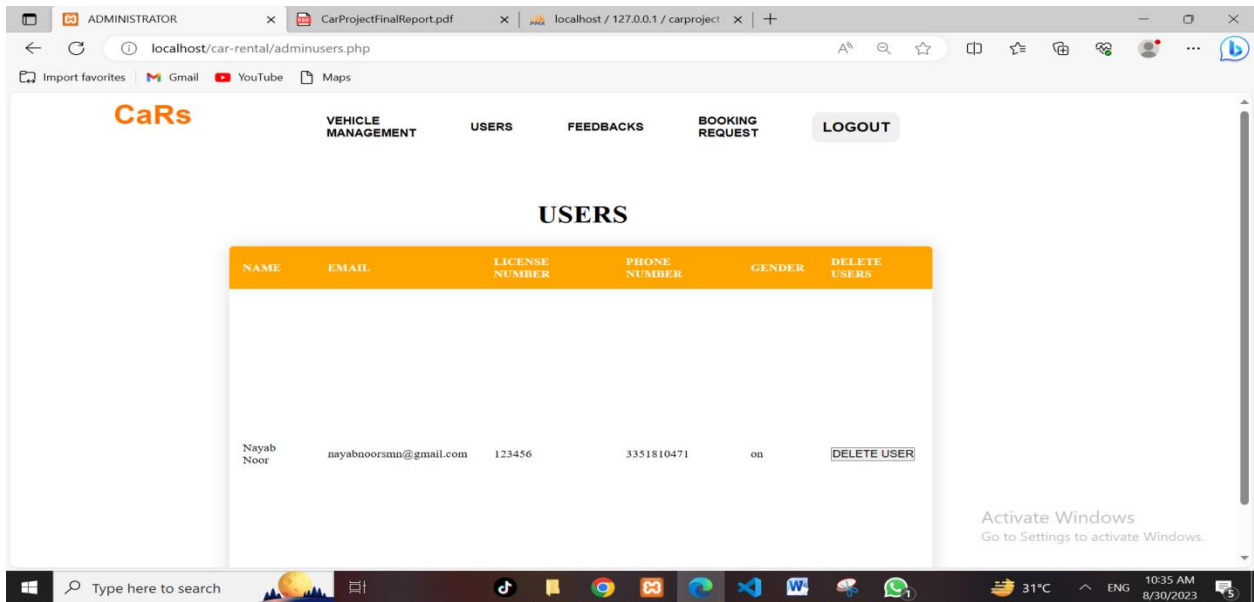 ADMINISTRATOR
CarProjectFinalReport.pdf
localhost / 127.0.0.1 / carproject
localhost/car-rental/adminusers.php
Import favorites
Gmail
YouTube
Maps
CaRs
VEHICLE
MANAGEMENT
USERS
FEEDBACKS
BOOKING
REQUEST
LOGOUT
USERS
NAME
EMAIL
LICENSE
NUMBER
PHONE
NUMBER
GENDER
DELETE
USERS
Nayab
Noor
nayabnoorsmn@gmail.com
123456
3351810471
on
DELETE USER
Activate Windows
Go to Settings to activate Windows.
Type here to search
31°C
ENG
10:35 AM
8/30/2023